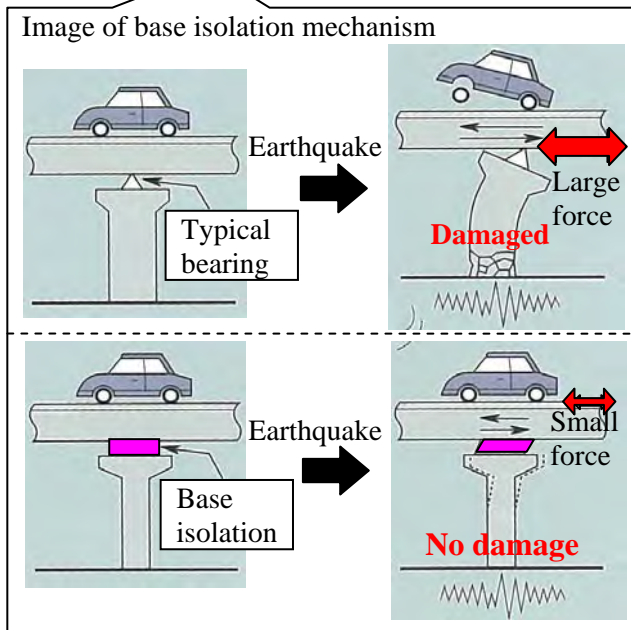 Image of base isolation mechanism
Earthquake
Typical
bearing
Large
force
Damaged
Earthquake
Base
isolation
Small
force
No damage